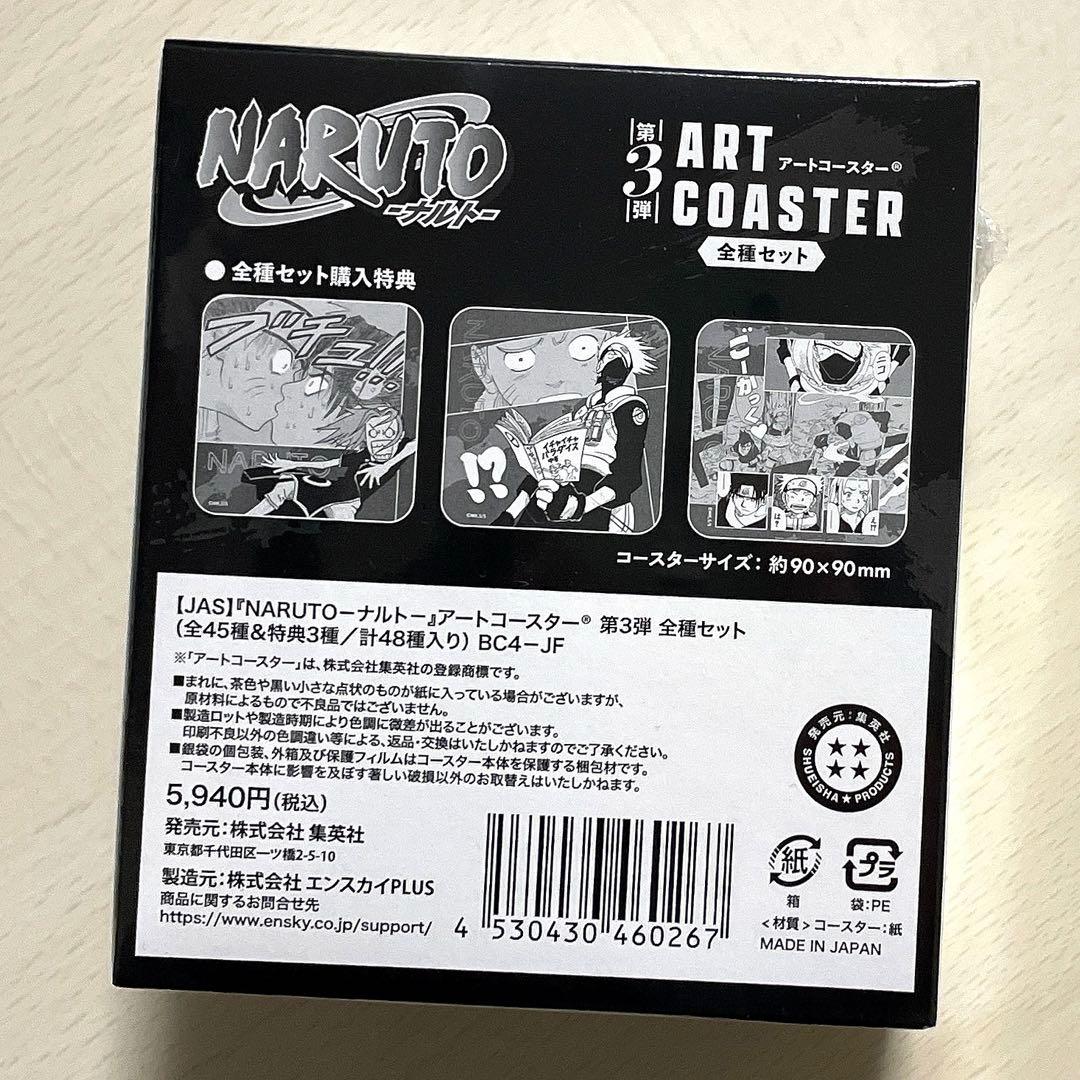 NARUTO
-ナルト-
第3弾
ART
アートコースター®
COASTER
全種セット
●全種セット購入特典
ブチュ!!
NARUTO
!?
イチャイチャ
パラダイス
ごーかっく♡
は?
え!?
コースターサイズ:約90×90mm
【JAS】『NARUTO-ナルト-』アートコースター® 第3弾 全種セット
(全45種&特典3種/計48種入り) BC4-JF
※「アートコースター」は、株式会社集英社の登録商標です。
■まれに、茶色や黒い小さな点状のものが紙に入っている場合がございますが、
原材料によるもので不良品ではございません。
■製造ロットや製造時期により色調に微差が出ることがございます。
印刷不良以外の色調違い等による、返品・交換はいたしかねますのでご了承ください。
■銀袋の個包装、外箱及び保護フィルムはコースター本体を保護する梱包材です。
コースター本体に影響を及ぼす著しい破損以外のお取替えはいたしかねます。
5,940円(税込)
発売元:株式会社 集英社
東京都千代田区一ツ橋2-5-10
製造元:株式会社 エンスカイPLUS
商品に関するお問合せ先
https://www.ensky.co.jp/support/
4 530430 460267
発売元:集英社
SHUEISHA★PRODUCTS
紙
箱
プラ
袋:PE
<材質>コースター:紙
MADE IN JAPAN